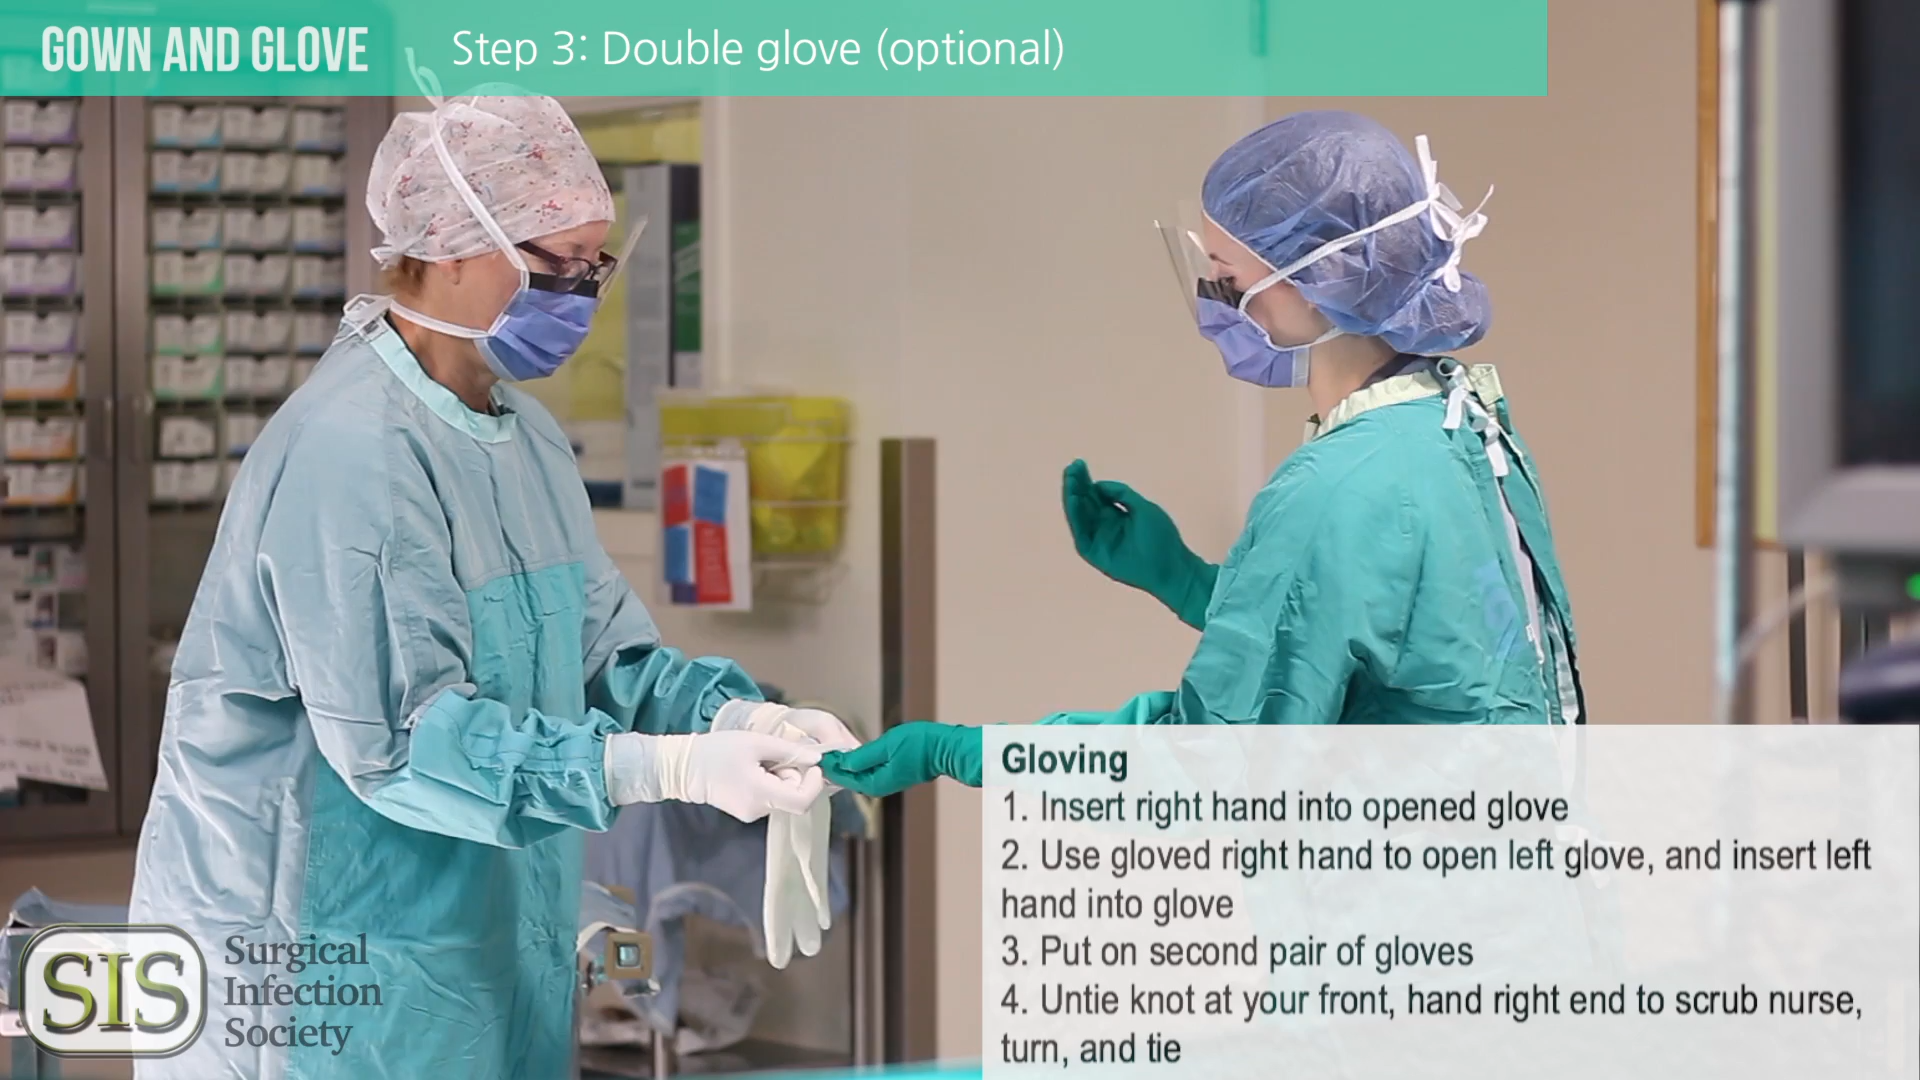 GOWN AND GLOVE
Step 3: Double glove (optional)
Gloving
1. Insert right hand into opened glove
2. Use gloved right hand to open left glove, and insert left
hand into glove
3. Put on second pair of gloves
4. Untie knot at your front, hand right end to scrub nurse,
turn, and tie
SIS
Surgical
Infection
Society